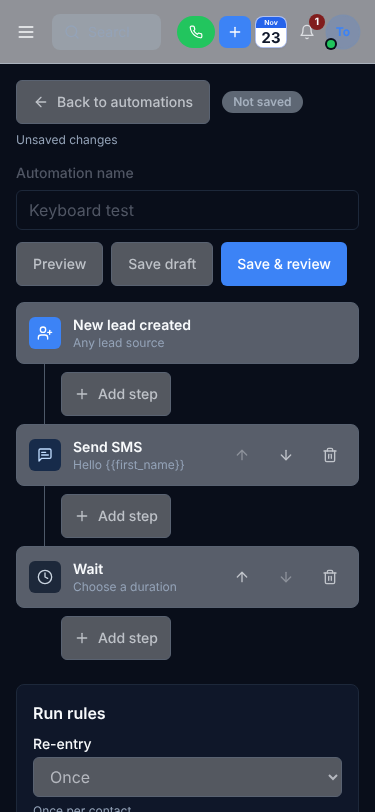 Nov
23
1
To
Back to automations
Not saved
Unsaved changes
Automation name
Keyboard test
Preview
Save draft
Save & review
New lead created
Any lead source
Add step
Send SMS
Hello {{first_name}}
Add step
Wait
Choose a duration
Add step
Run rules
Re-entry
Once
Once per contact